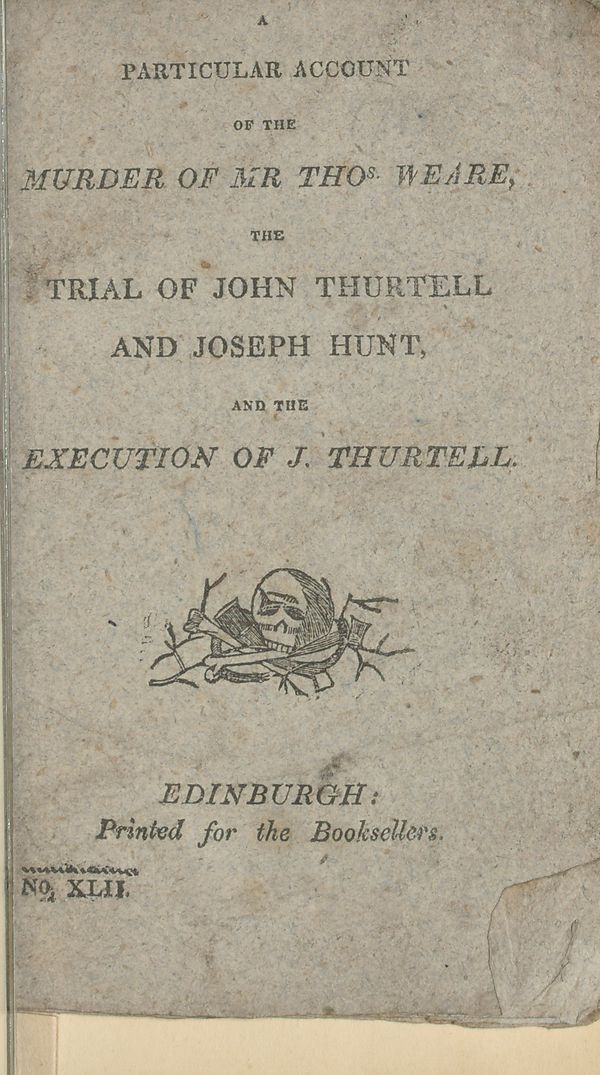 A
PARTICULAR ACCOUNT
OF THE
MURDER OF MR THOS. WEARE,
THE
TRIAL OF JOHN THURTELL
AND JOSEPH HUNT,
AND THE
EXECUTION OF J. THURTELL.
EDINBURGH:
Printed for the Booksellers.
No. XLII.